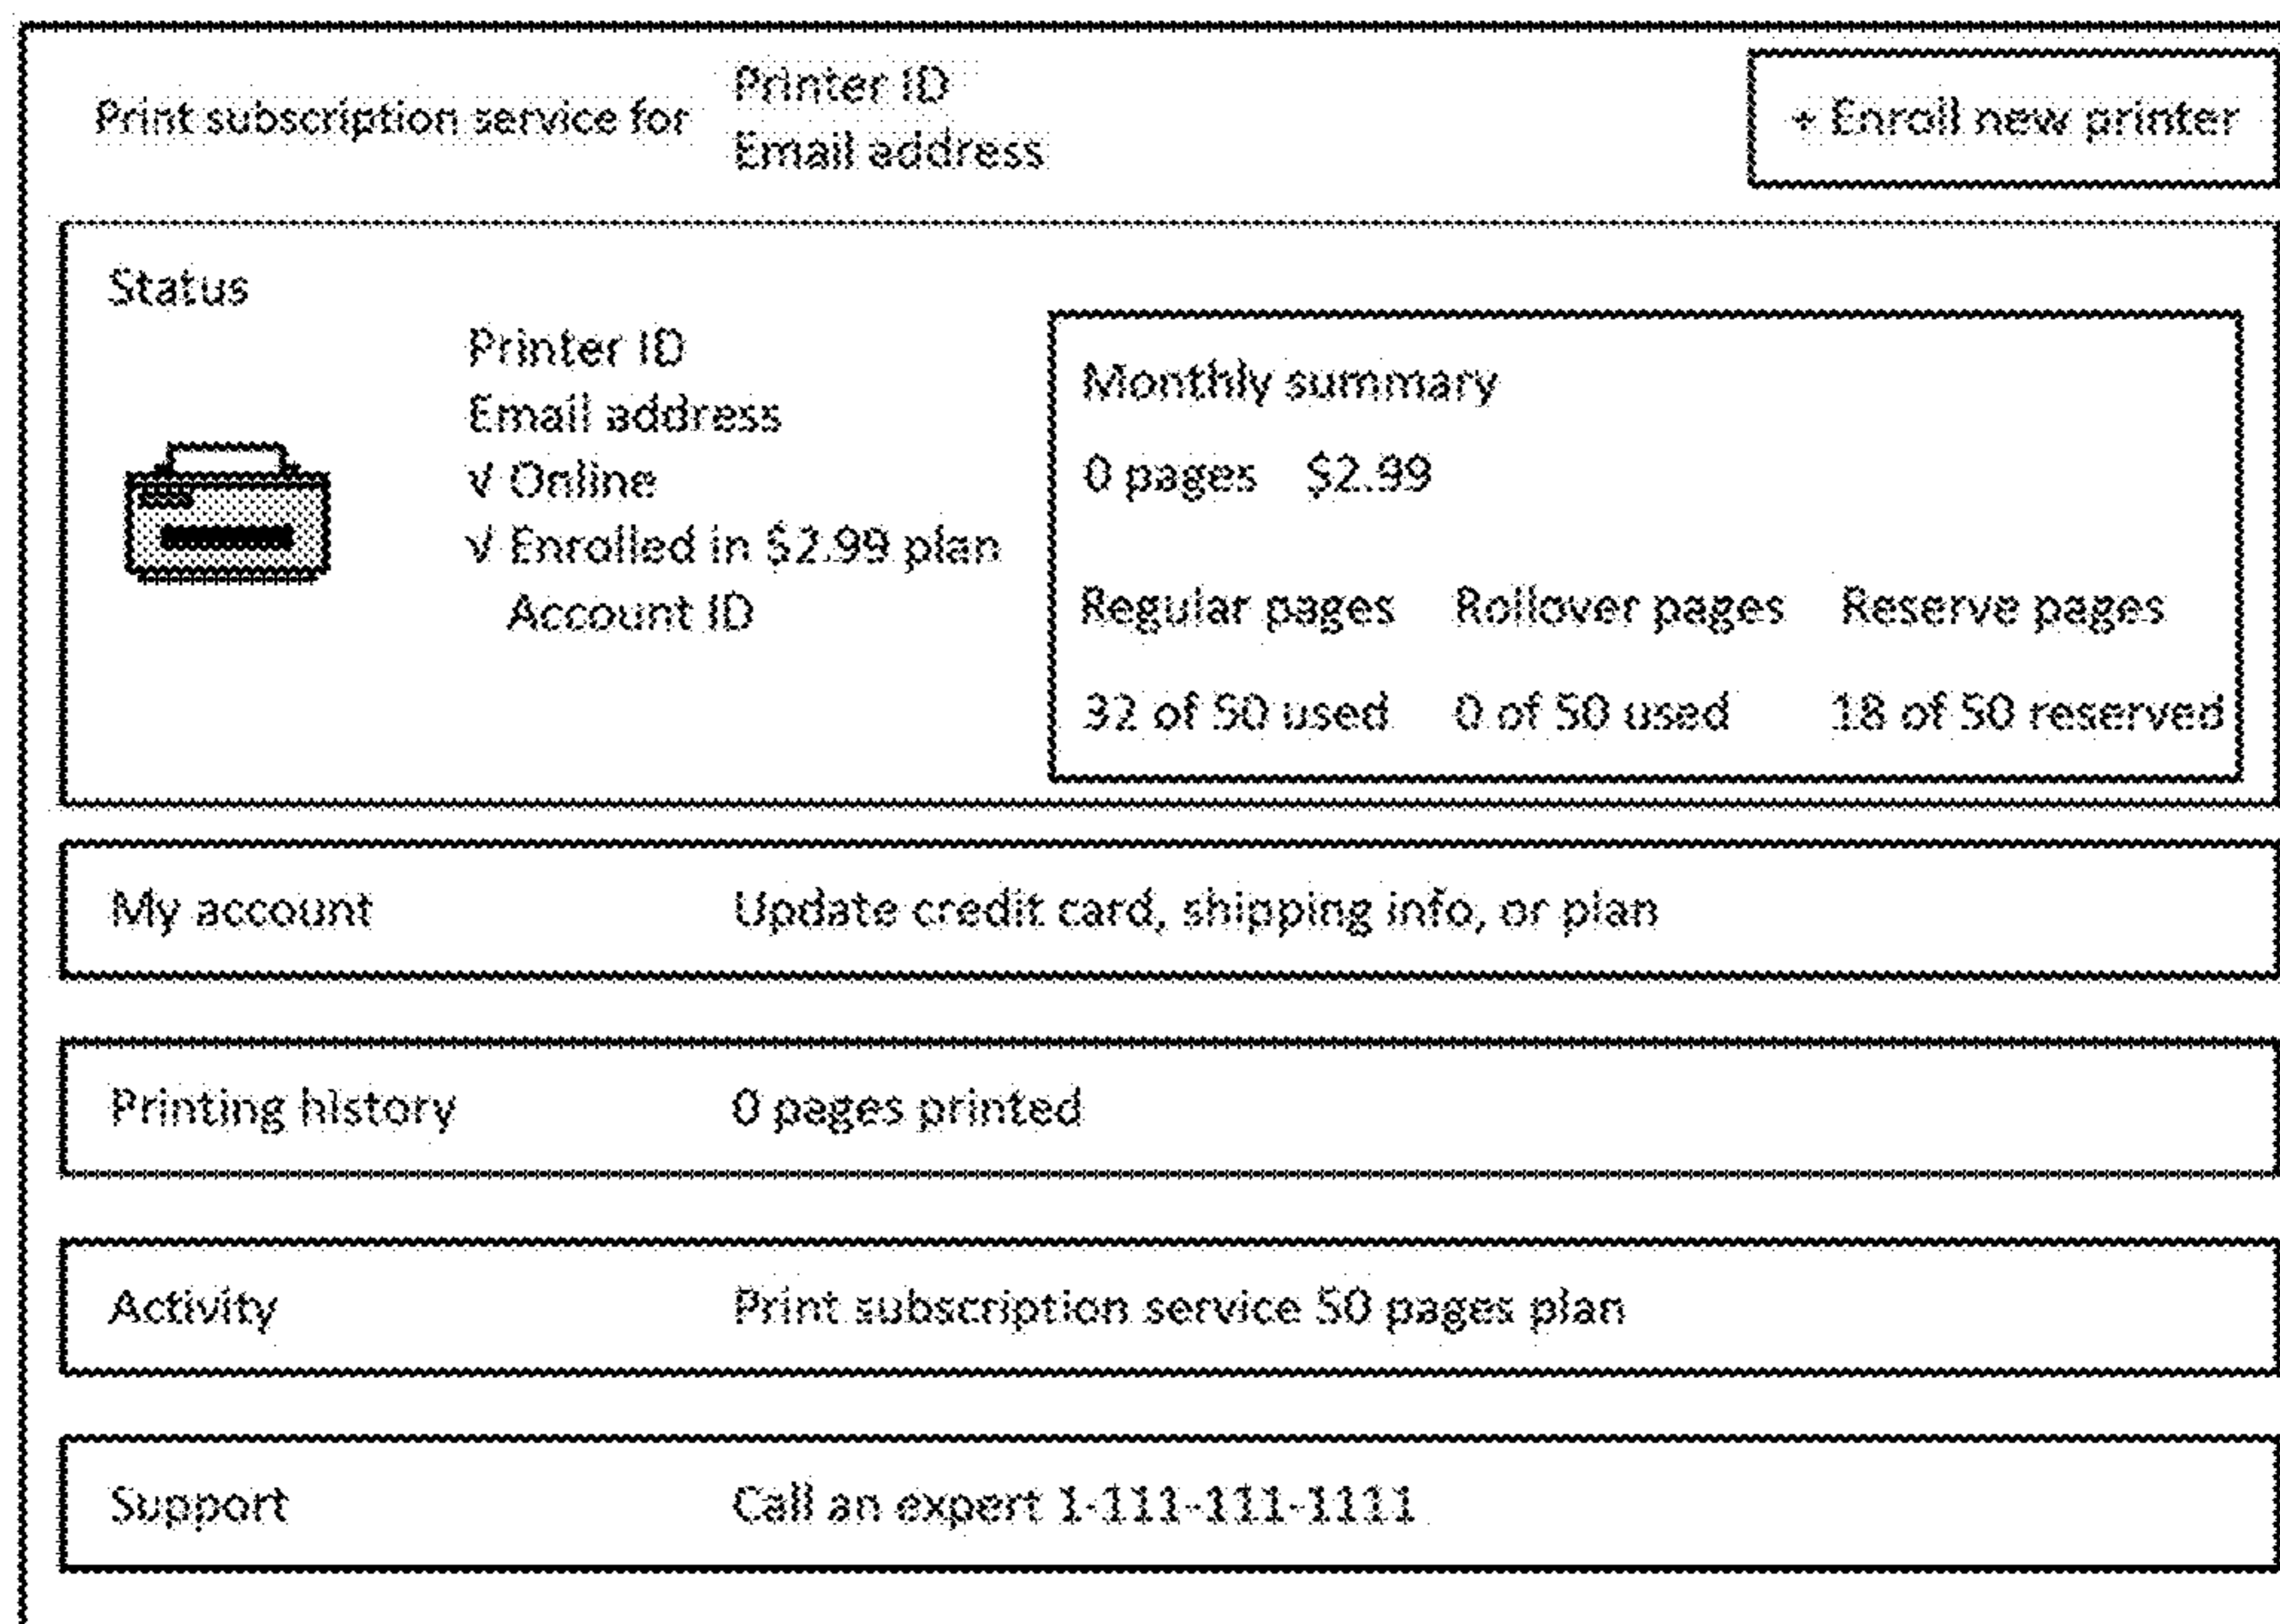 Print subscription service for
Printer ID
Email address
+ Enroll new printer
Status
Printer ID
Email address
√ Online
√ Enrolled in $2.99 plan
Account ID
Monthly summary
0 pages $2.99
Regular pages Rollover pages Reserve pages
32 of 50 used 0 of 50 used 18 of 50 reserved
My account Update credit card, shipping info, or plan
Printing history 0 pages printed
Activity Print subscription service 50 pages plan
Support Call an expert 1-111-111-1111